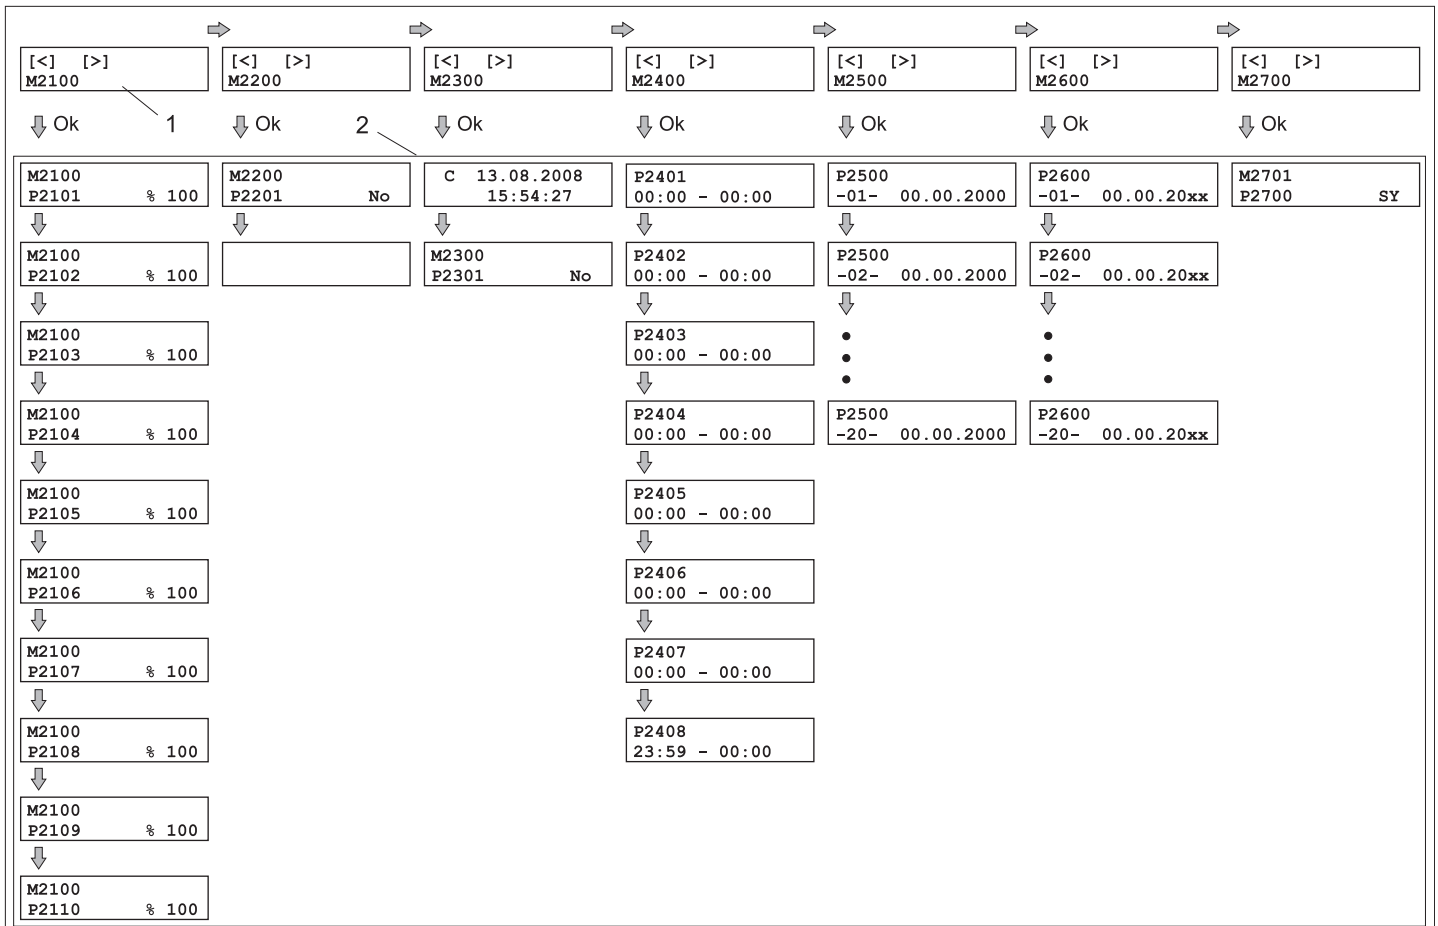 [<] [>]
M2100
[<] [>]
M2200
[<] [>]
M2300
[<] [>]
M2400
[<] [>]
M2500
[<] [>]
M2600
[<] [>]
M2700
Ok
1
Ok
2
Ok
Ok
Ok
Ok
Ok
M2100
P2101 % 100
M2100
P2102 % 100
M2100
P2103 % 100
M2100
P2104 % 100
M2100
P2105 % 100
M2100
P2106 % 100
M2100
P2107 % 100
M2100
P2108 % 100
M2100
P2109 % 100
M2100
P2110 % 100
M2200
P2201 No
C 13.08.2008
15:54:27
M2300
P2301 No
P2401
00:00 - 00:00
P2402
00:00 - 00:00
P2403
00:00 - 00:00
P2404
00:00 - 00:00
P2405
00:00 - 00:00
P2406
00:00 - 00:00
P2407
00:00 - 00:00
P2408
23:59 - 00:00
P2500
-01- 00.00.2000
P2500
-02- 00.00.2000
P2500
-20- 00.00.2000
P2600
-01- 00.00.20xx
P2600
-02- 00.00.20xx
P2600
-20- 00.00.20xx
M2701
P2700 SY